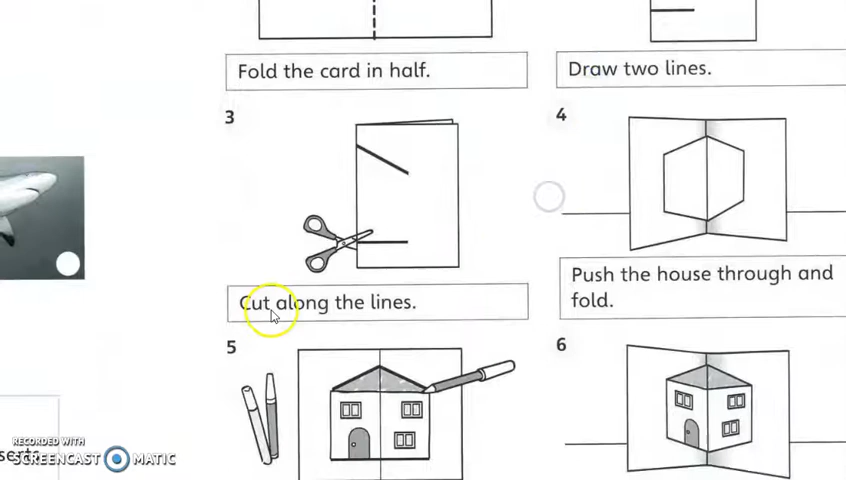 Fold the card in half.
Draw two lines.
3
4
Cut along the lines.
Push the house through and
fold.
5
6
RECORDED WITH
SCREENCAST MATIC